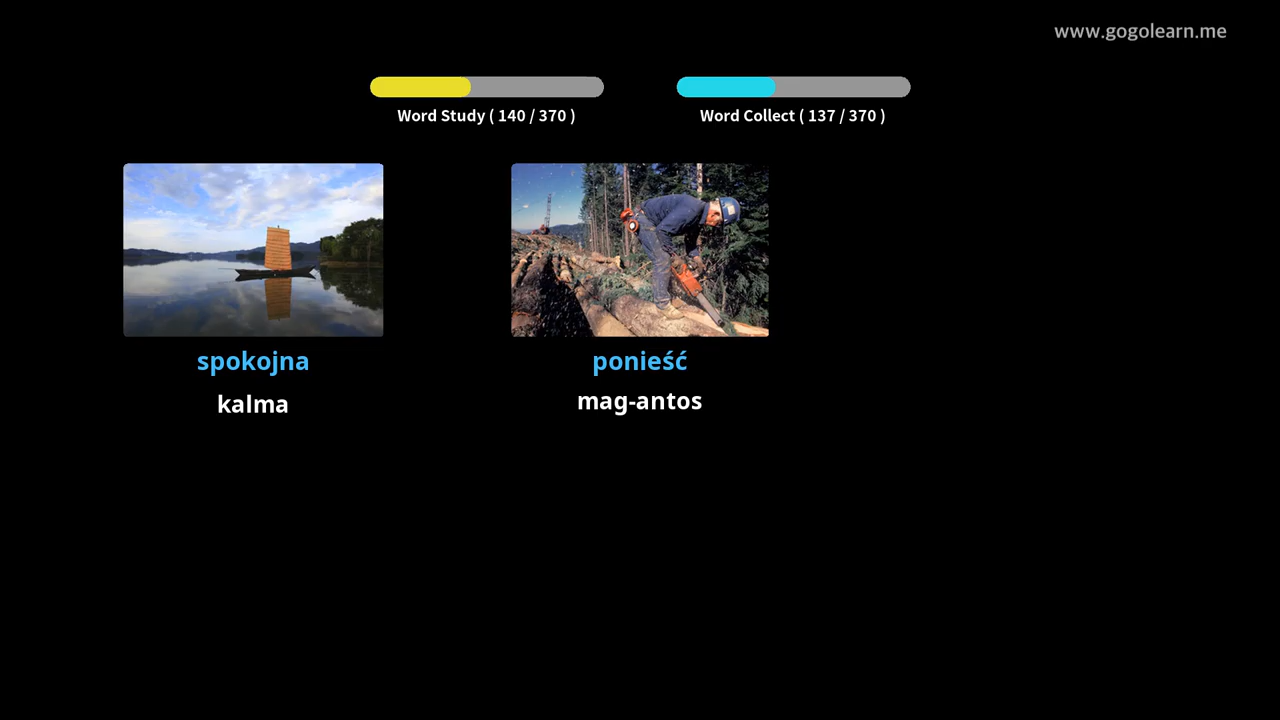 www.gogolearn.me
Word Study ( 140 / 370 )
Word Collect ( 137 / 370 )
spokojna
ponieść
kalma
mag-antos